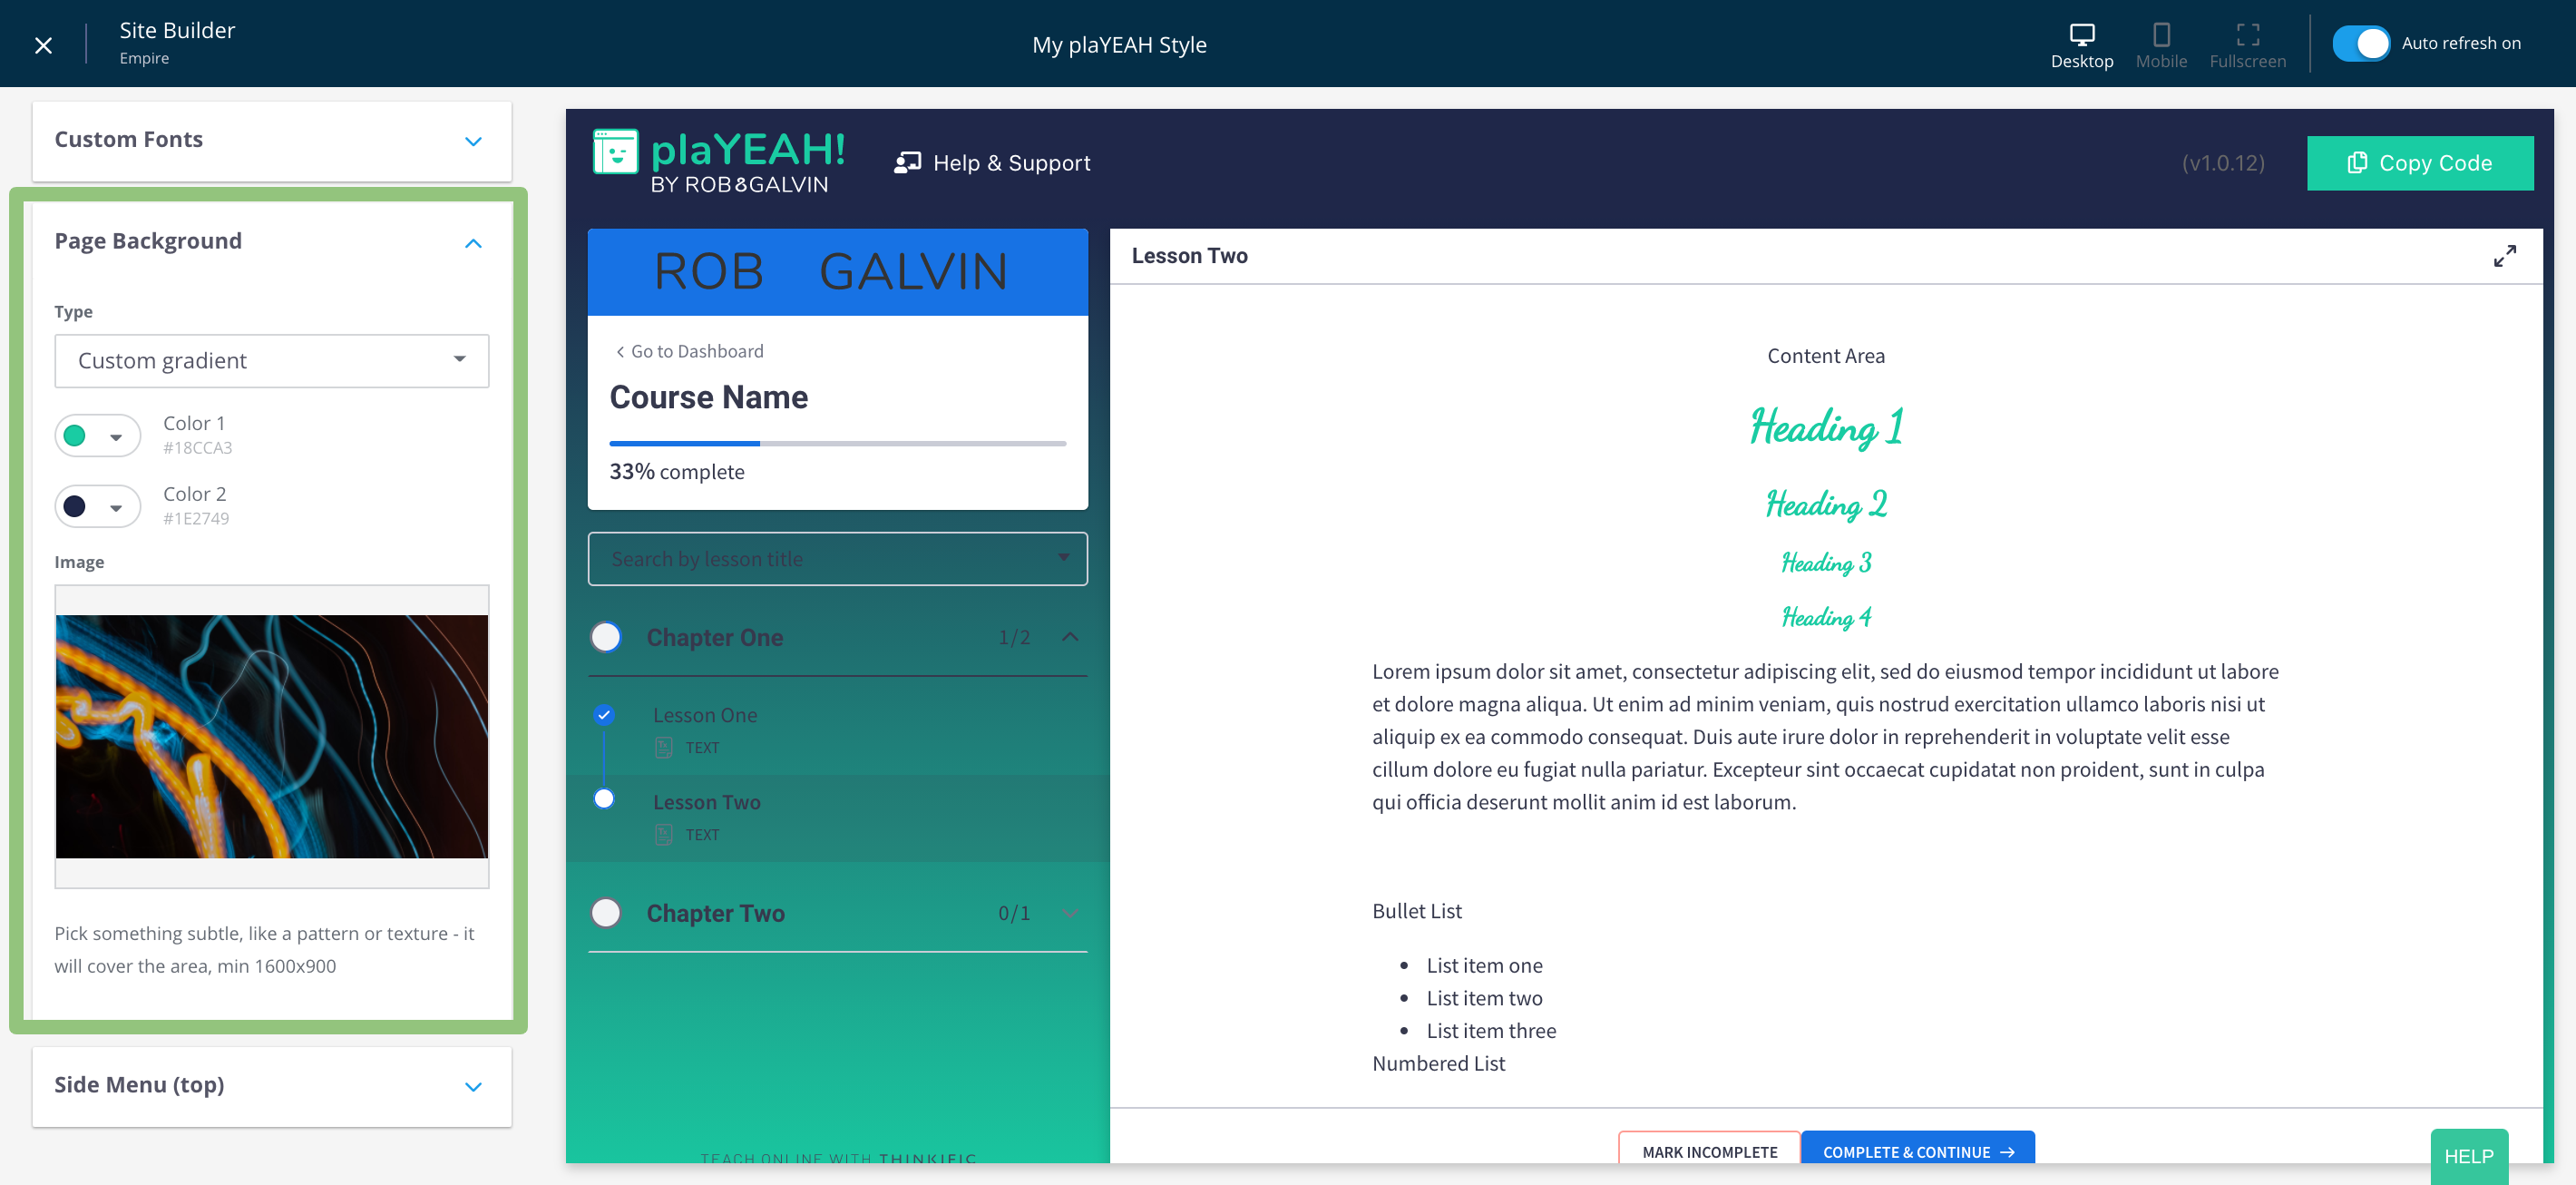 Site Builder
Empire
My plaYEAH Style
Desktop
Mobile
Fullscreen
Auto refresh on
Custom Fonts
Page Background
Type
Custom gradient
Color 1
#18CCA3
Color 2
#1E2749
Image
Pick something subtle, like a pattern or texture - it
will cover the area, min 1600x900
Side Menu (top)
plaYEAH!
BY ROB&GALVIN
Help & Support
(v1.0.12)
Copy Code
ROB GALVIN
Go to Dashboard
Course Name
33% complete
Search by lesson title
Chapter One 1/2
Lesson One
TEXT
Lesson Two
TEXT
Chapter Two 0/1
TEACH ONLINE WITH THINKIFIC
Lesson Two
Content Area
Heading 1
Heading 2
Heading 3
Heading 4
Lorem ipsum dolor sit amet, consectetur adipiscing elit, sed do eiusmod tempor incididunt ut labore
et dolore magna aliqua. Ut enim ad minim veniam, quis nostrud exercitation ullamco laboris nisi ut
aliquip ex ea commodo consequat. Duis aute irure dolor in reprehenderit in voluptate velit esse
cillum dolore eu fugiat nulla pariatur. Excepteur sint occaecat cupidatat non proident, sunt in culpa
qui officia deserunt mollit anim id est laborum.
Bullet List
• List item one
• List item two
• List item three
Numbered List
MARK INCOMPLETE
COMPLETE & CONTINUE →
HELP